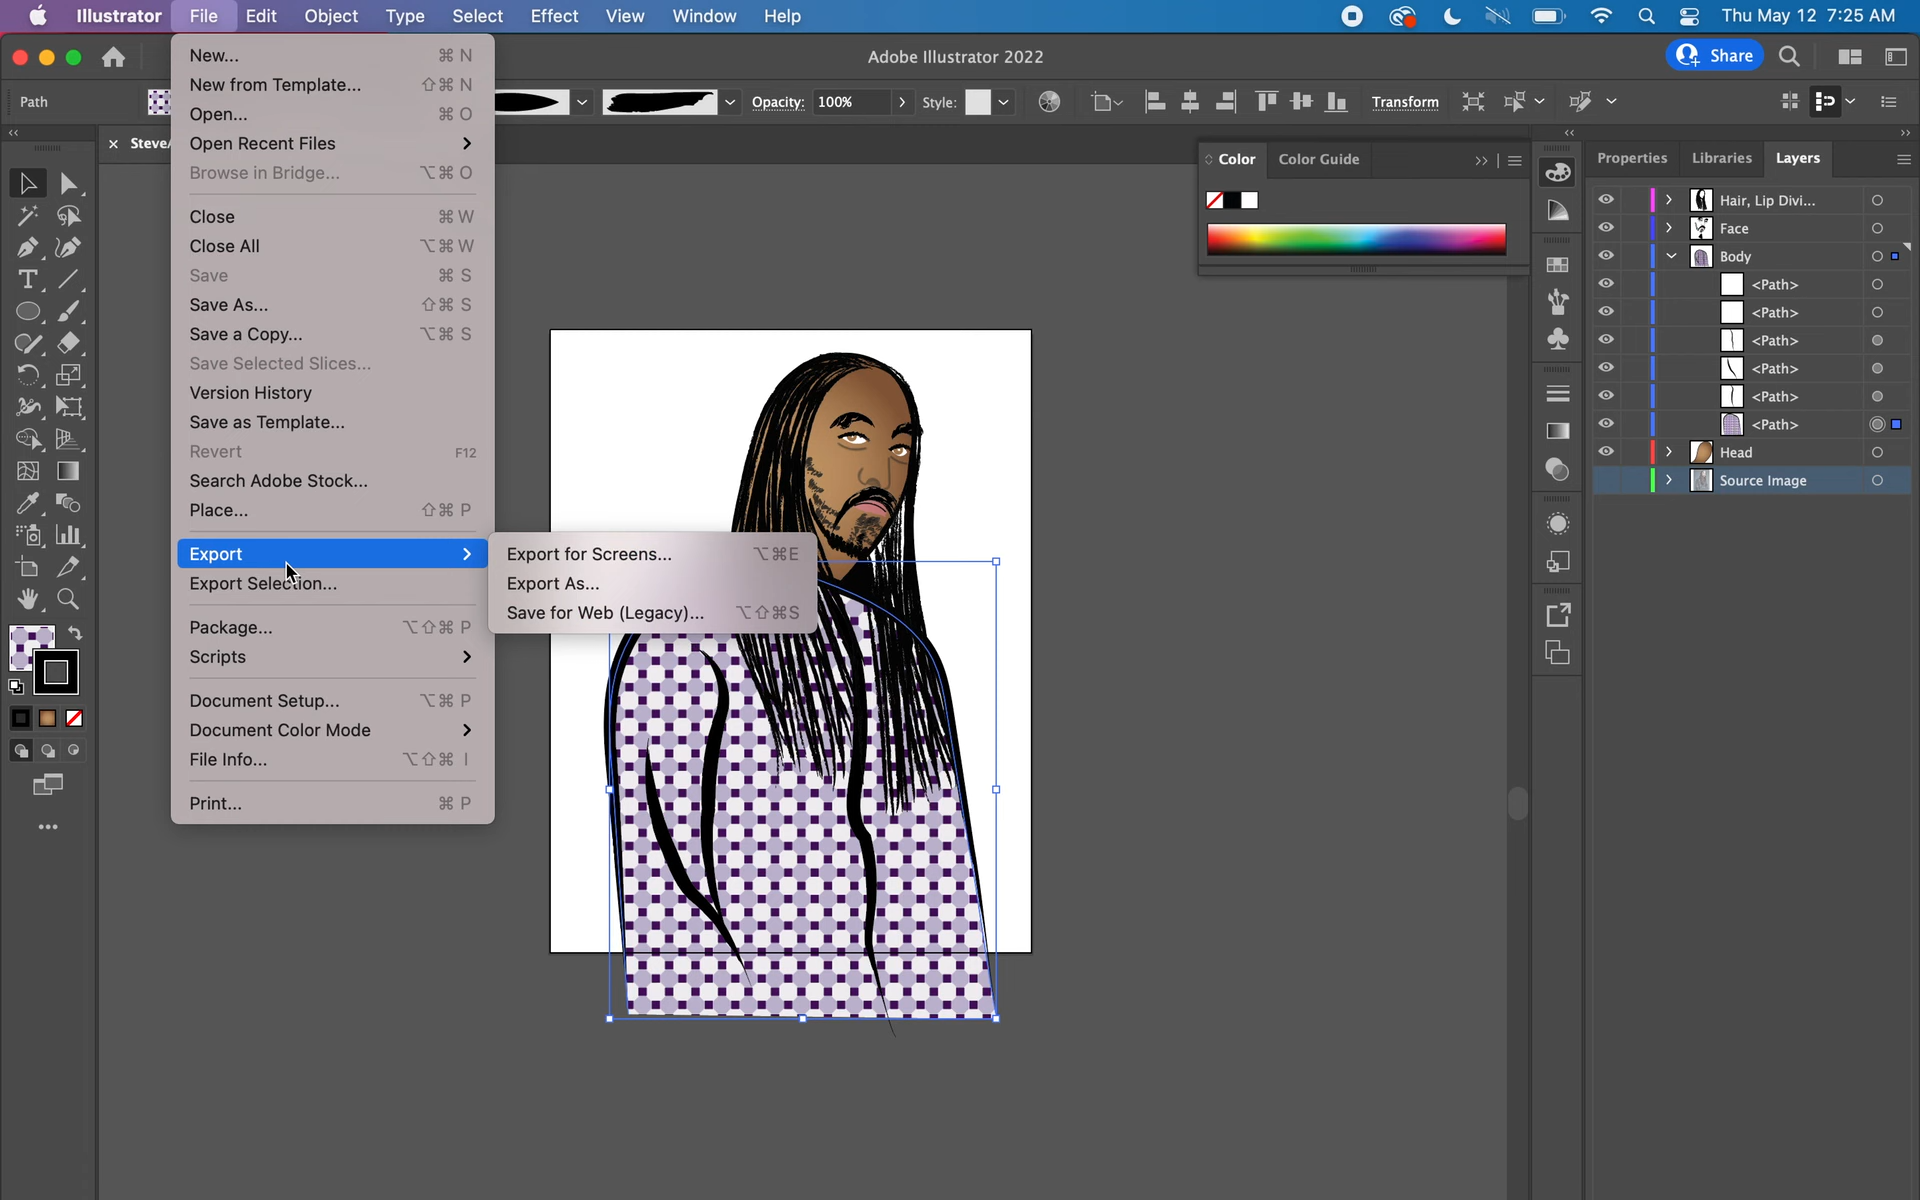 Illustrator File Edit Object Type Select Effect View Window Help Thu May 12 7:25 AM
Adobe Illustrator 2022 Share
Path Opacity: 100% Style: Transform
New... ⌘ N
New from Template... ⇧⌘ N
Open... ⌘ O
Open Recent Files
Browse in Bridge... ⌥⌘ O
Close ⌘ W
Close All ⌥⌘ W
Save ⌘ S
Save As... ⇧⌘ S
Save a Copy... ⌥⌘ S
Save Selected Slices...
Version History
Save as Template...
Revert F12
Search Adobe Stock...
Place... ⇧⌘ P
Export
Export Selection...
Package... ⌥⇧⌘ P
Scripts
Document Setup... ⌥⌘ P
Document Color Mode
File Info... ⌥⇧⌘ I
Print... ⌘ P
Export for Screens... ⌥⌘E
Export As...
Save for Web (Legacy)... ⌥⇧⌘S
Color Color Guide
Properties Libraries Layers
Hair, Lip Divi...
Face
Body
<Path>
<Path>
<Path>
<Path>
<Path>
<Path>
Head
Source Image